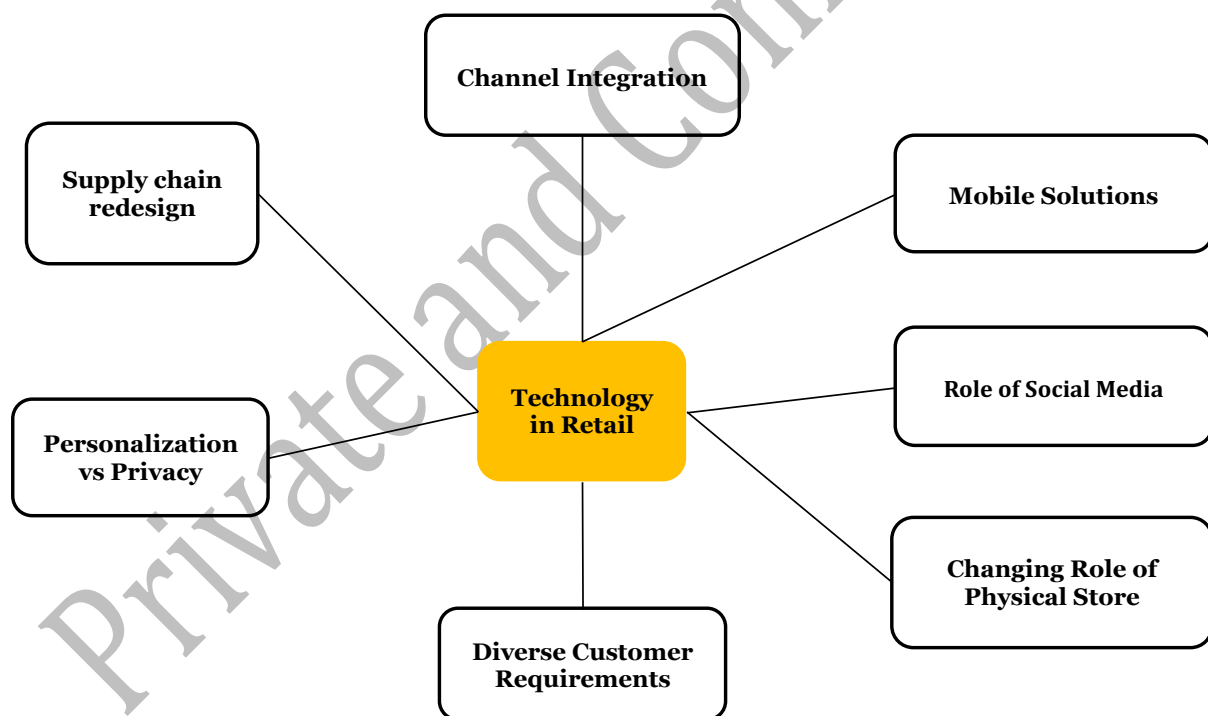 Channel Integration
Supply chain
redesign
Mobile Solutions
Technology
in Retail
Role of Social Media
Personalization
vs Privacy
Changing Role of
Physical Store
Diverse Customer
Requirements
Private and